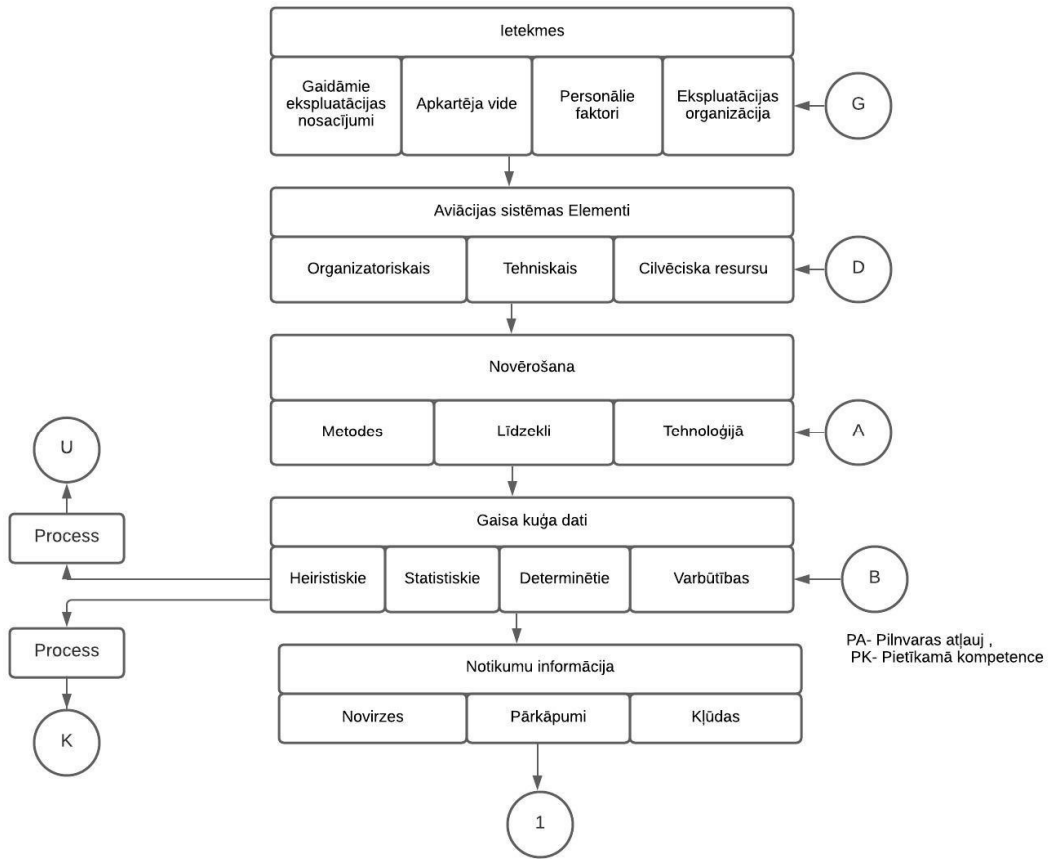 Ietekmes
Gaidāmie
ekspluatācijas
nosacījumi
Apkartēja vide
Personālie
faktori
Ekspluatācijas
organizācija
G
Aviācijas sistēmas Elementi
Organizatoriskais
Tehniskais
Cilvēciska resursu
D
Novērošana
Metodes
Līdzekli
Tehnoloģijā
A
U
Process
Gaisa kuģa dati
Heiristiskie
Statistiskie
Determinētie
Varbūtības
B
Process
K
PA- Pilnvaras atļauj ,
PK- Pietīkamā kompetence
Notikumu informācija
Novirzes
Pārkāpumi
Kļūdas
1